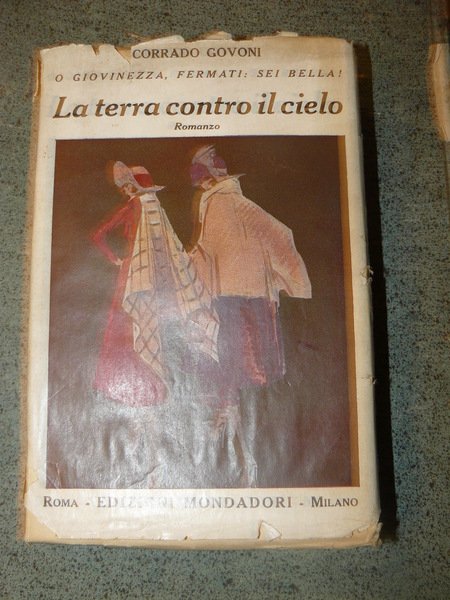 CORRADO GOVONI
O GIOVINEZZA, FERMATI: SEI BELLA!
La terra contro il cielo
Romanzo
ROMA - EDIZIONI MONDADORI - MILANO